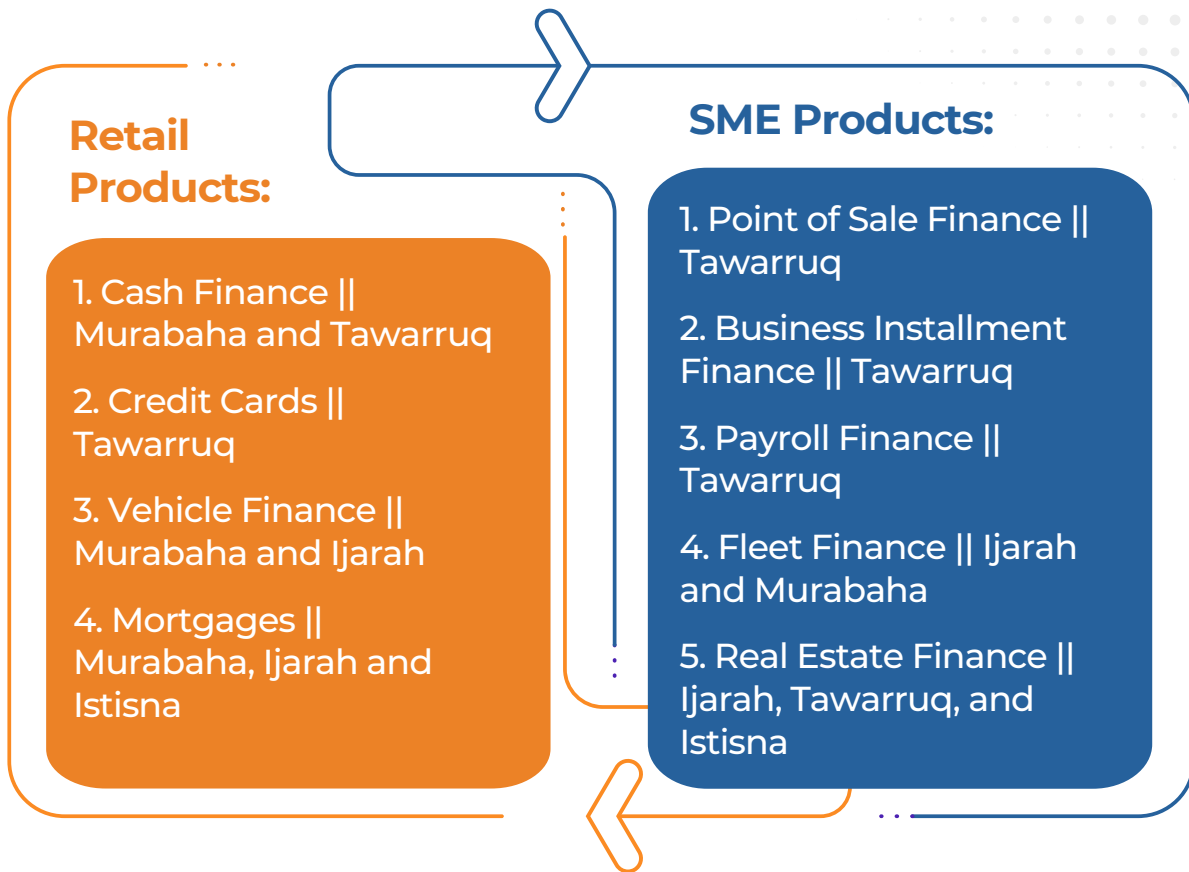 Retail
Products:
1. Cash Finance ||
Murabaha and Tawarruq
2. Credit Cards ||
Tawarruq
3. Vehicle Finance ||
Murabaha and Ijarah
4. Mortgages ||
Murabaha, Ijarah and
Istisna
SME Products:
1. Point of Sale Finance ||
Tawarruq
2. Business Installment
Finance || Tawarruq
3. Payroll Finance ||
Tawarruq
4. Fleet Finance || Ijarah
and Murabaha
5. Real Estate Finance ||
Ijarah, Tawarruq, and
Istisna